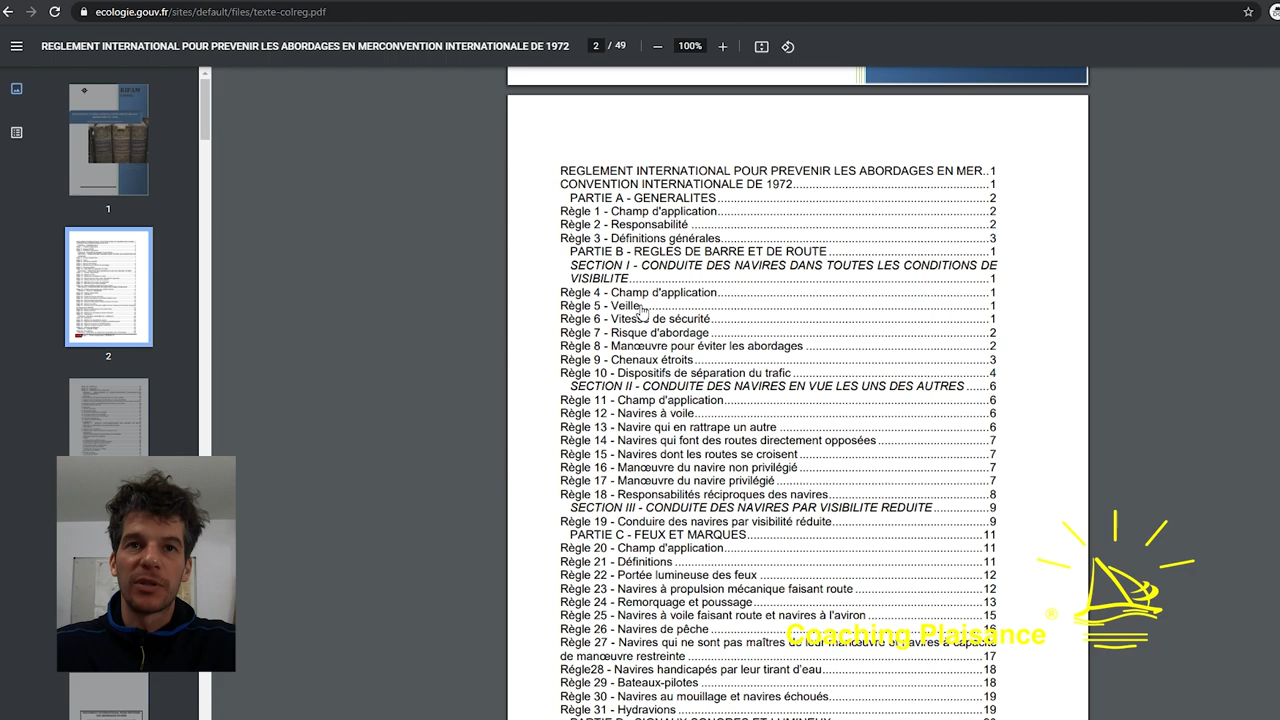 ecologie.gouv.fr/sites/default/files/texte-colreg.pdf
REGLEMENT INTERNATIONAL POUR PREVENIR LES ABORDAGES EN MERCONVENTION INTERNATIONALE DE 1972
2 / 49
100%
1
2
REGLEMENT INTERNATIONAL POUR PREVENIR LES ABORDAGES EN MER..1
CONVENTION INTERNATIONALE DE 1972...1
PARTIE A - GENERALITES...2
Règle 1 - Champ d'application...2
Règle 2 - Responsabilité...2
Règle 3 - Définitions générales...3
PARTIE B - REGLES DE BARRE ET DE ROUTE...1
SECTION I - CONDUITE DES NAVIRES DANS TOUTES LES CONDITIONS DE
VISIBILITE...1
Règle 4 - Champ d'application...1
Règle 5 - Veille...1
Règle 6 - Vitesse de sécurité...1
Règle 7 - Risque d'abordage...2
Règle 8 - Manœuvre pour éviter les abordages...2
Règle 9 - Chenaux étroits...3
Règle 10 - Dispositifs de séparation du trafic...4
SECTION II - CONDUITE DES NAVIRES EN VUE LES UNS DES AUTRES...6
Règle 11 - Champ d'application...6
Règle 12 - Navires à voile...6
Règle 13 - Navire qui en rattrape un autre...6
Règle 14 - Navires qui font des routes directement opposées...7
Règle 15 - Navires dont les routes se croisent...7
Règle 16 - Manœuvre du navire non privilégié...7
Règle 17 - Manœuvre du navire privilégié...7
Règle 18 - Responsabilités réciproques des navires...8
SECTION III - CONDUITE DES NAVIRES PAR VISIBILITE REDUITE...9
Règle 19 - Conduire des navires par visibilité réduite...9
PARTIE C - FEUX ET MARQUES...11
Règle 20 - Champ d'application...11
Règle 21 - Définitions...11
Règle 22 - Portée lumineuse des feux...12
Règle 23 - Navires à propulsion mécanique faisant route...12
Règle 24 - Remorquage et poussage...13
Règle 25 - Navires à voile faisant route et navires à l'aviron...15
Règle 26 - Navires de pêche...16
Règle 27 - Navires qui ne sont pas maîtres de leur manœuvre et navires à capacité
de manœuvre restreinte...17
Régle28 - Navires handicapés par leur tirant d'eau...18
Règle 29 - Bateaux-pilotes...18
Règle 30 - Navires au mouillage et navires échoués...19
Règle 31 - Hydravions...19
Coaching Plaisance ®